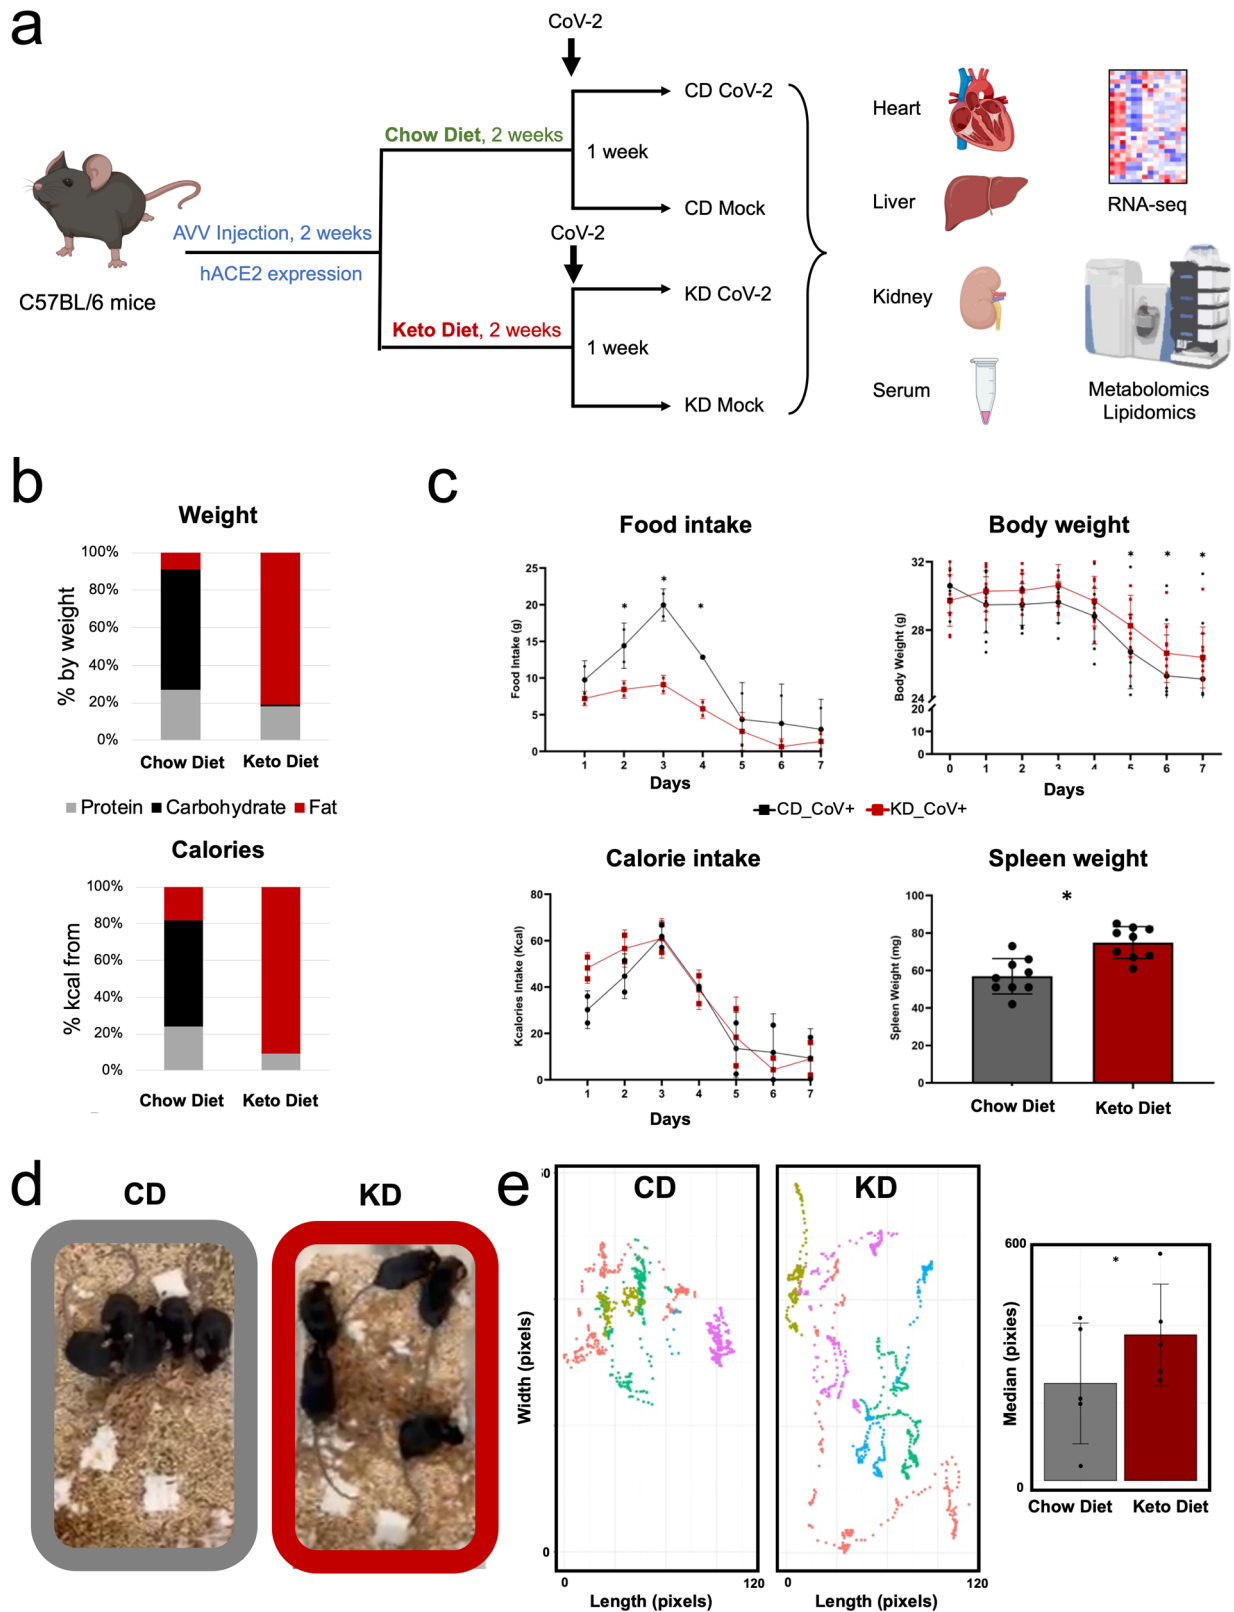 a
CoV-2
CD CoV-2
Chow Diet, 2 weeks
1 week
CD Mock
AVV Injection, 2 weeks
hACE2 expression
C57BL/6 mice
CoV-2
KD CoV-2
Keto Diet, 2 weeks
1 week
KD Mock
Heart
Liver
Kidney
Serum
RNA-seq
Metabolomics
Lipidomics
b
Weight
% by weight
100%
80%
60%
40%
20%
0%
Chow Diet Keto Diet
Protein Carbohydrate Fat
Calories
% kcal from
100%
80%
60%
40%
20%
0%
Chow Diet Keto Diet
c
Food intake
Food Intake (g)
25
20
15
10
5
0
* * *
1 2 3 4 5 6 7
Days
Body weight
Body Weight (g)
32
28
24
20
10
0
* * *
0 1 2 3 4 5 6 7
Days
CD_CoV+ KD_CoV+
Calorie intake
Kcalories Intake (Kcal)
80
60
40
20
0
1 2 3 4 5 6 7
Days
Spleen weight
Spleen Weight (mg)
100
80
60
40
20
0
*
Chow Diet Keto Diet
d
CD KD
e
CD
KD
Width (pixels)
0
0 120
Length (pixels)
0 120
Length (pixels)
600
Median (pixies)
0
*
Chow Diet Keto Diet